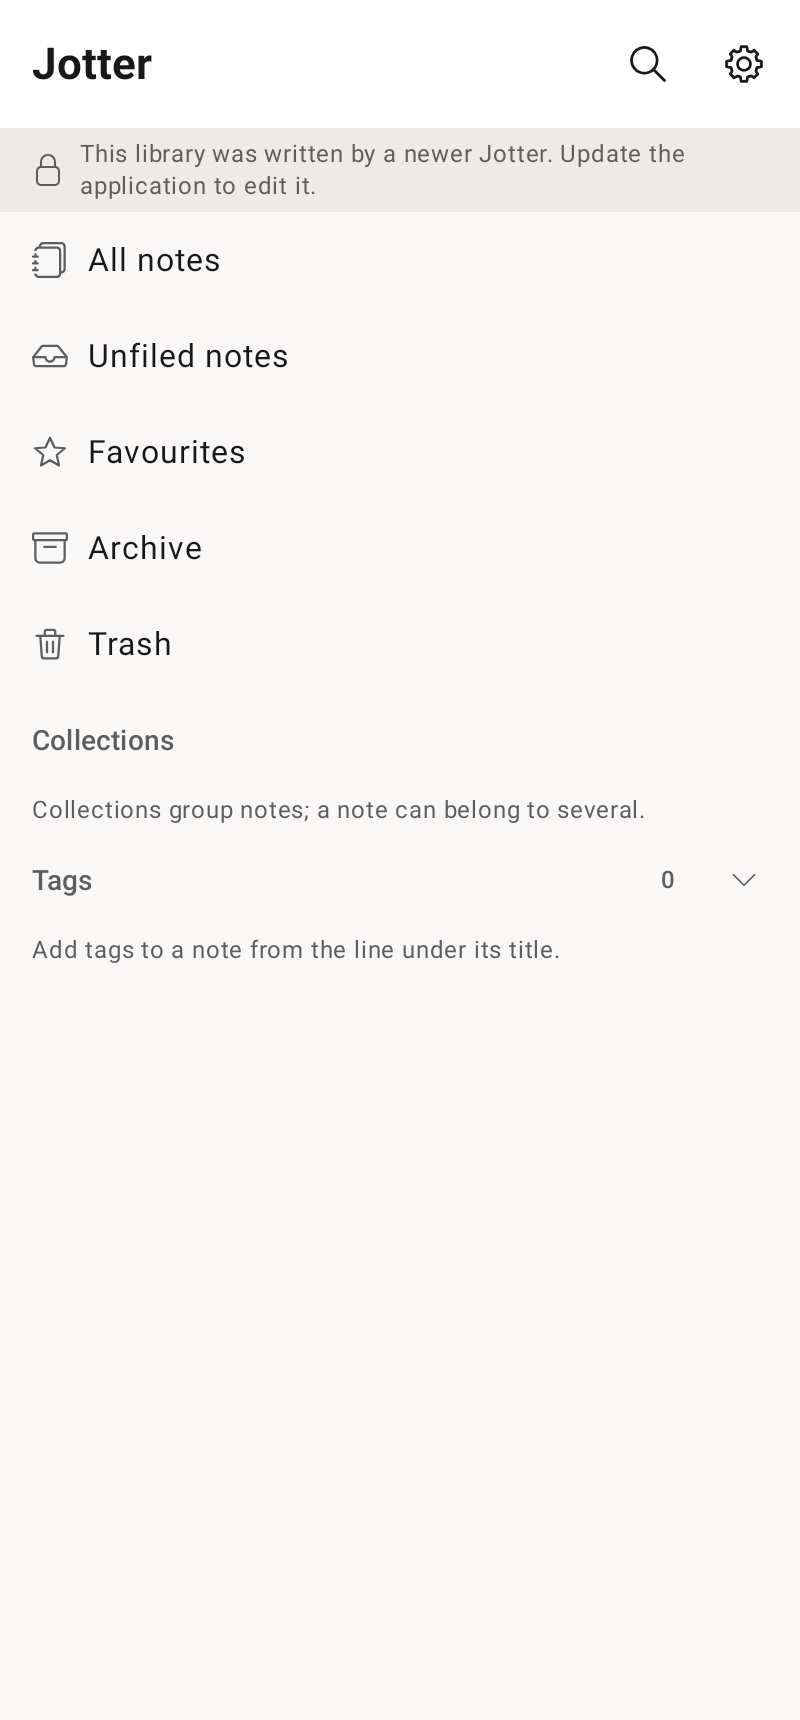 Jotter
This library was written by a newer Jotter. Update the
application to edit it.
All notes
Unfiled notes
Favourites
Archive
Trash
Collections
Collections group notes; a note can belong to several.
Tags 0
Add tags to a note from the line under its title.